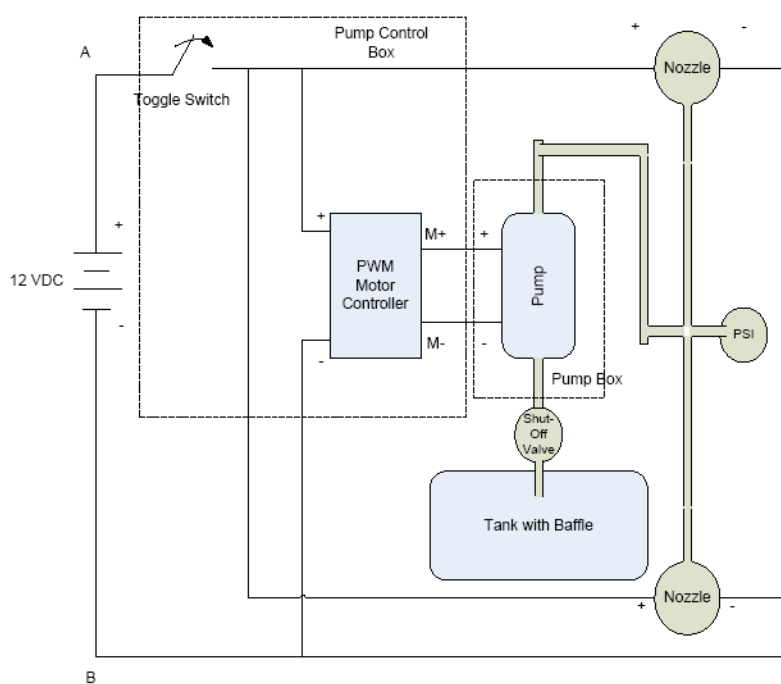 A
Pump Control
Box
+
-
Nozzle
Toggle Switch
+
12 VDC
-
+
PWM
Motor
Controller
-
M+
M-
+
-
Pump
Pump Box
PSI
Shut-
Off
Valve
Tank with Baffle
+
Nozzle
-
B